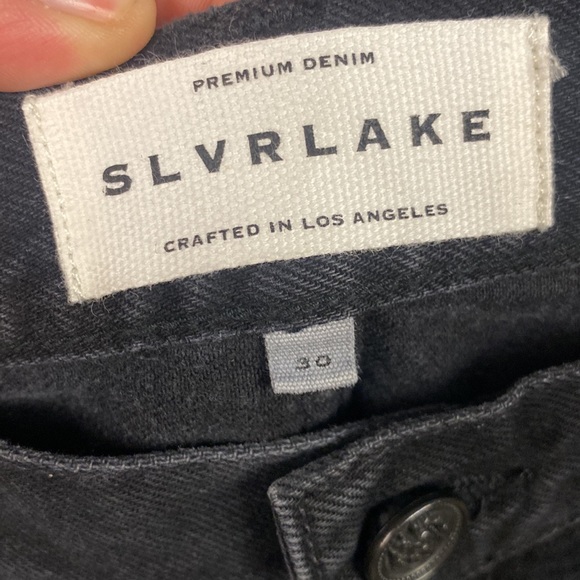 PREMIUM DENIM
SLVRLAKE
CRAFTED IN LOS ANGELES
30